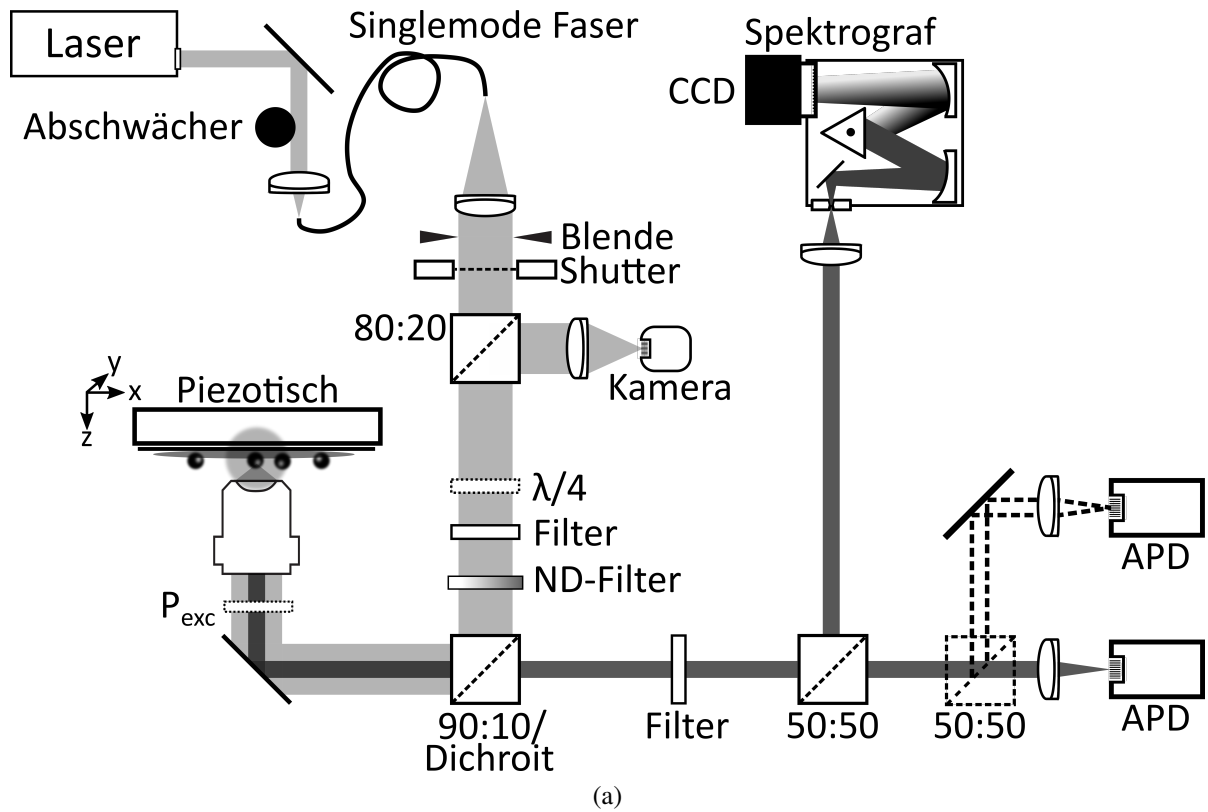 Laser
Singlemode Faser
Spektrograf
CCD
Abschwächer
Blende
Shutter
80:20
Kamera
y
x
z
Piezotisch
λ/4
Filter
ND-Filter
APD
Pexc
90:10/
Dichroit
Filter
50:50
50:50
APD
(a)